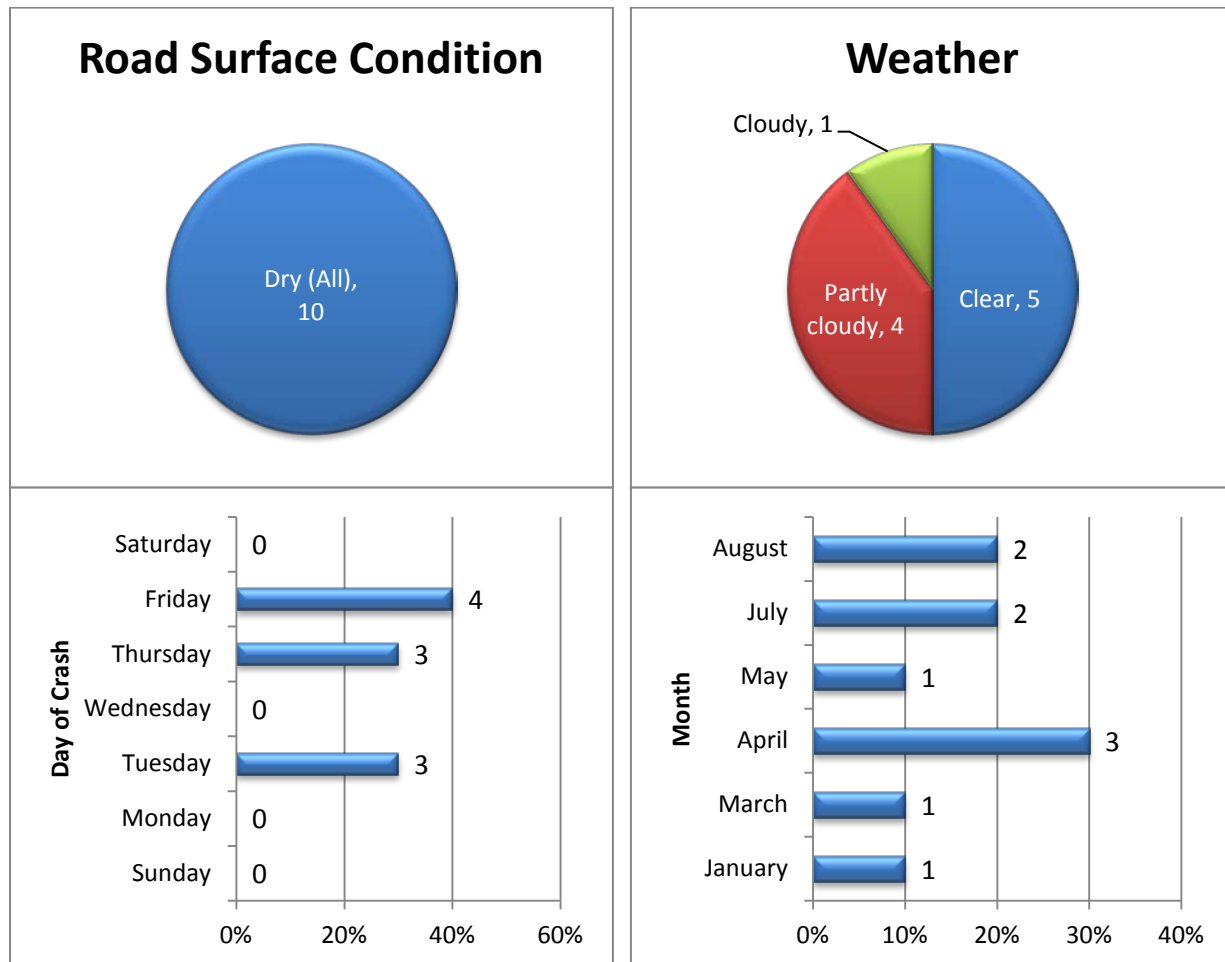 Road Surface Condition
Dry (All),
10
Weather
Cloudy, 1
Partly
cloudy, 4
Clear, 5
Day of Crash
Saturday 0
Friday 4
Thursday 3
Wednesday 0
Tuesday 3
Monday 0
Sunday 0
0% 20% 40% 60%
Month
August 2
July 2
May 1
April 3
March 1
January 1
0% 10% 20% 30% 40%